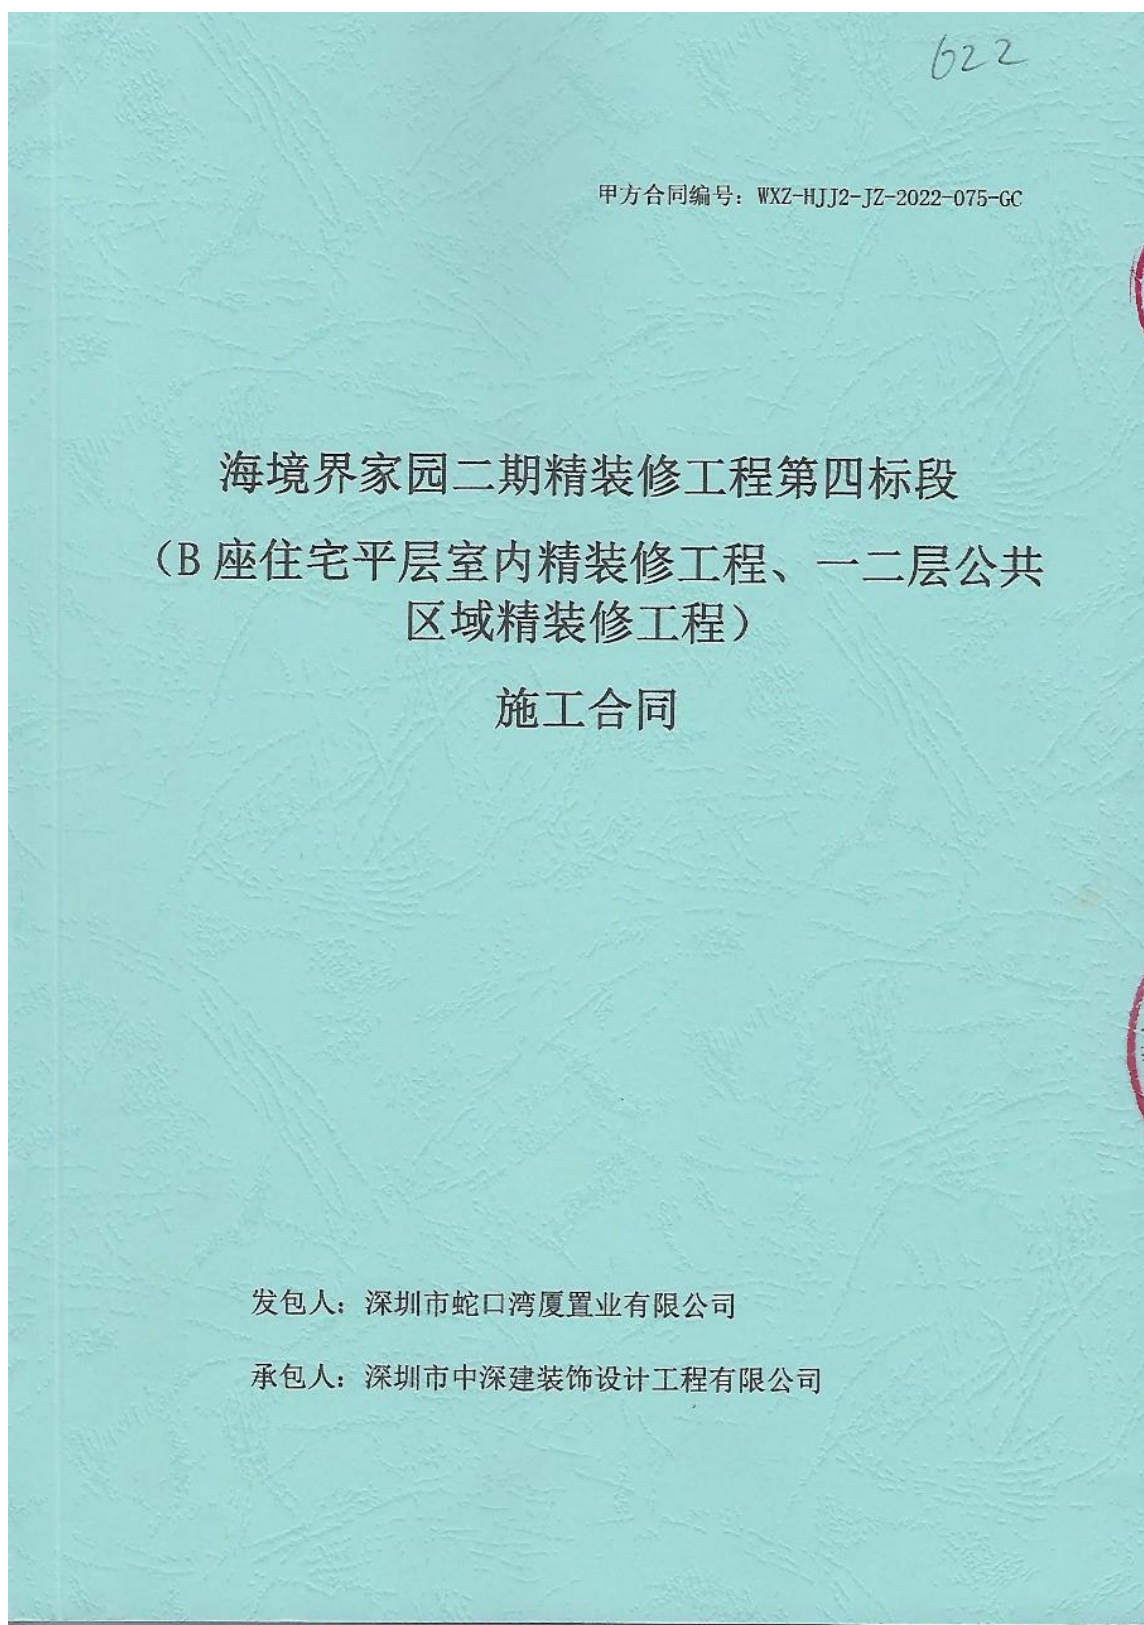 622
甲方合同编号：WXZ-HJJ2-JZ-2022-075-GC
海境界家园二期精装修工程第四标段
（B 座住宅平层室内精装修工程、一二层公共
区域精装修工程）
施工合同
发包人：深圳市蛇口湾厦置业有限公司
承包人：深圳市中深建装饰设计工程有限公司